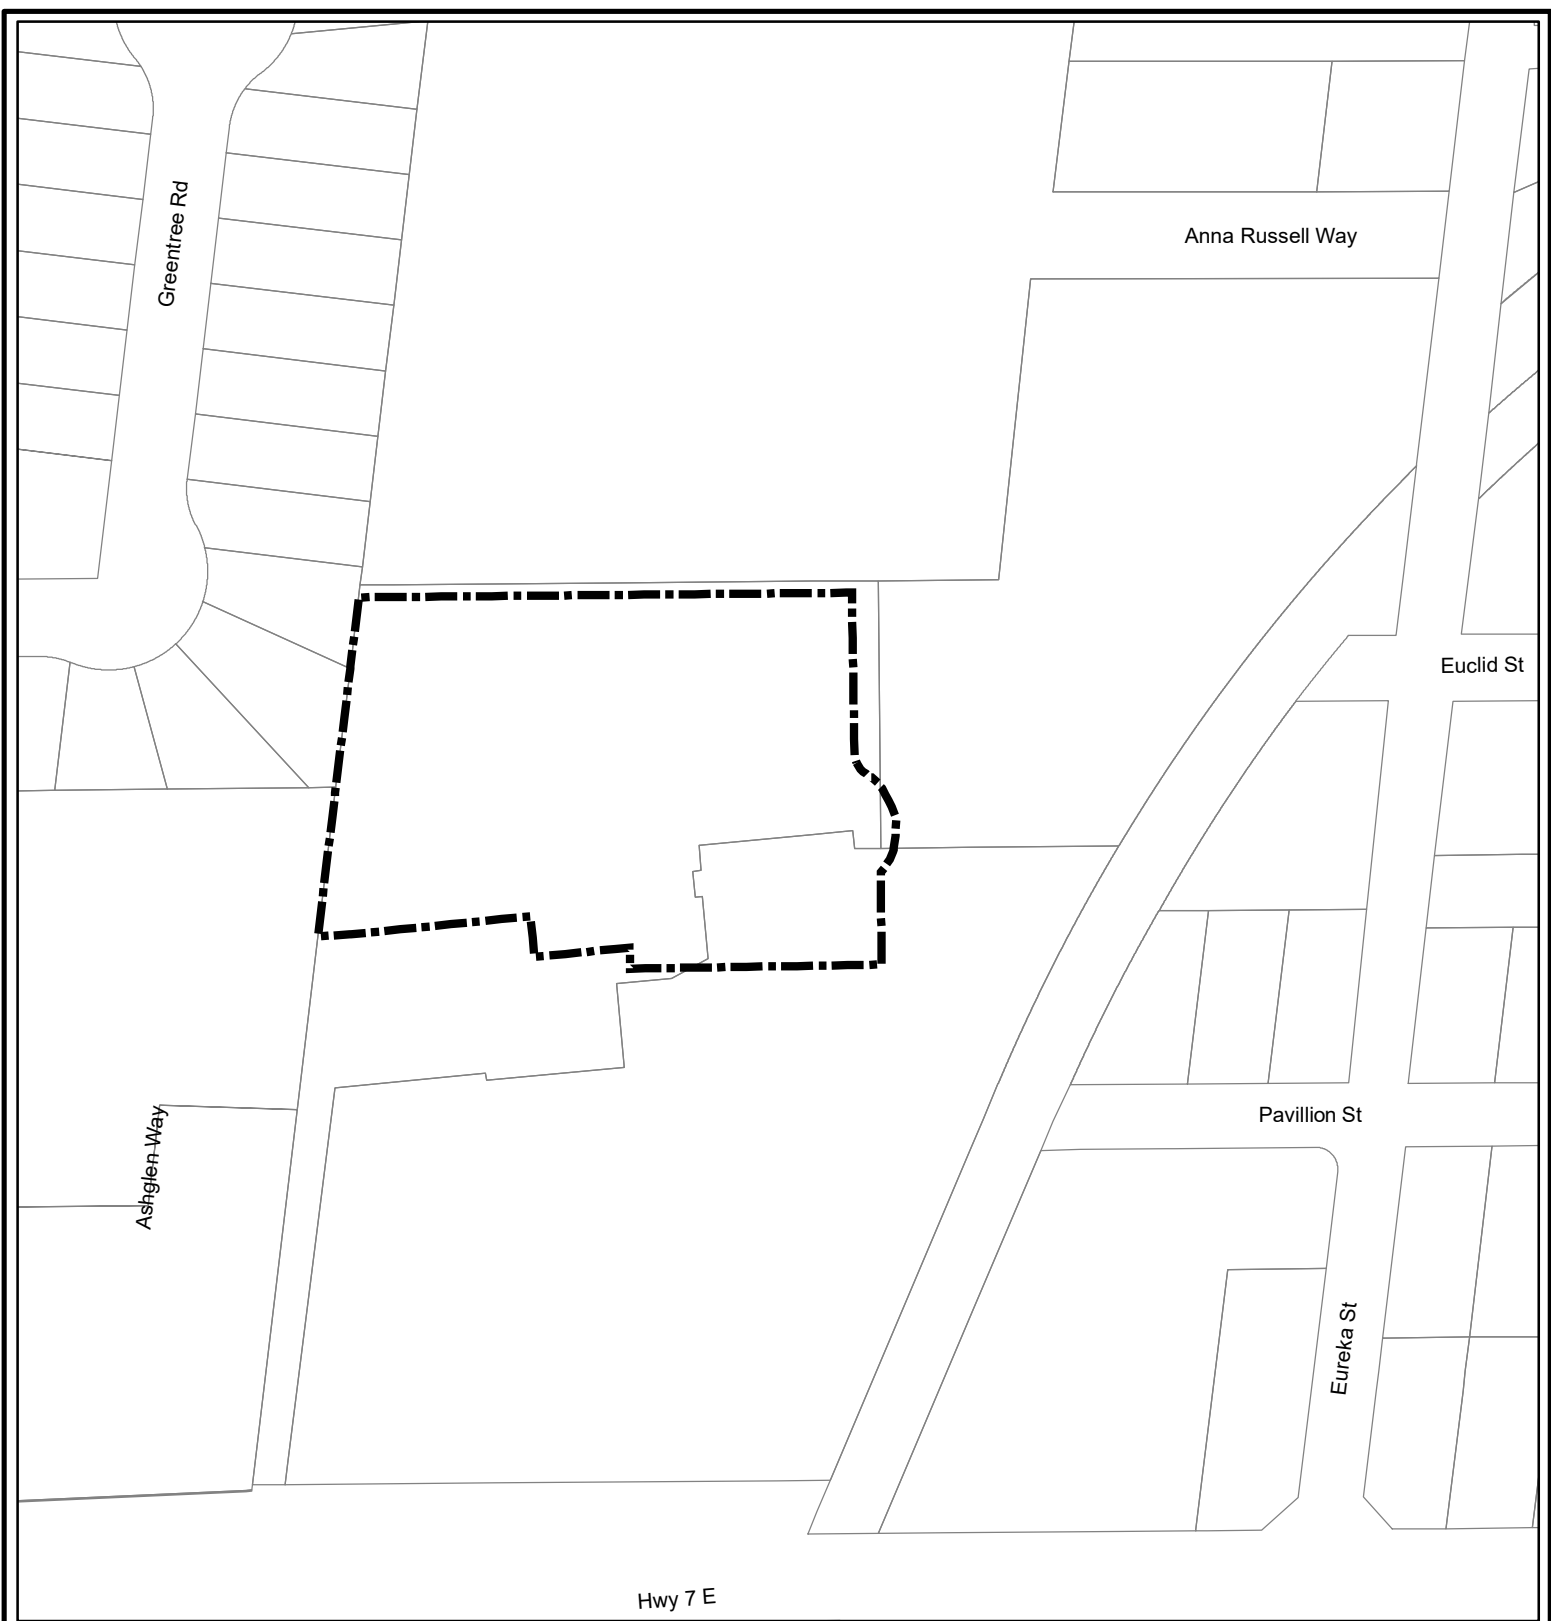 Greentree Rd
Anna Russell Way
Euclid St
Pavillion St
Ashglen Way
Eureka St
Hwy 7 E